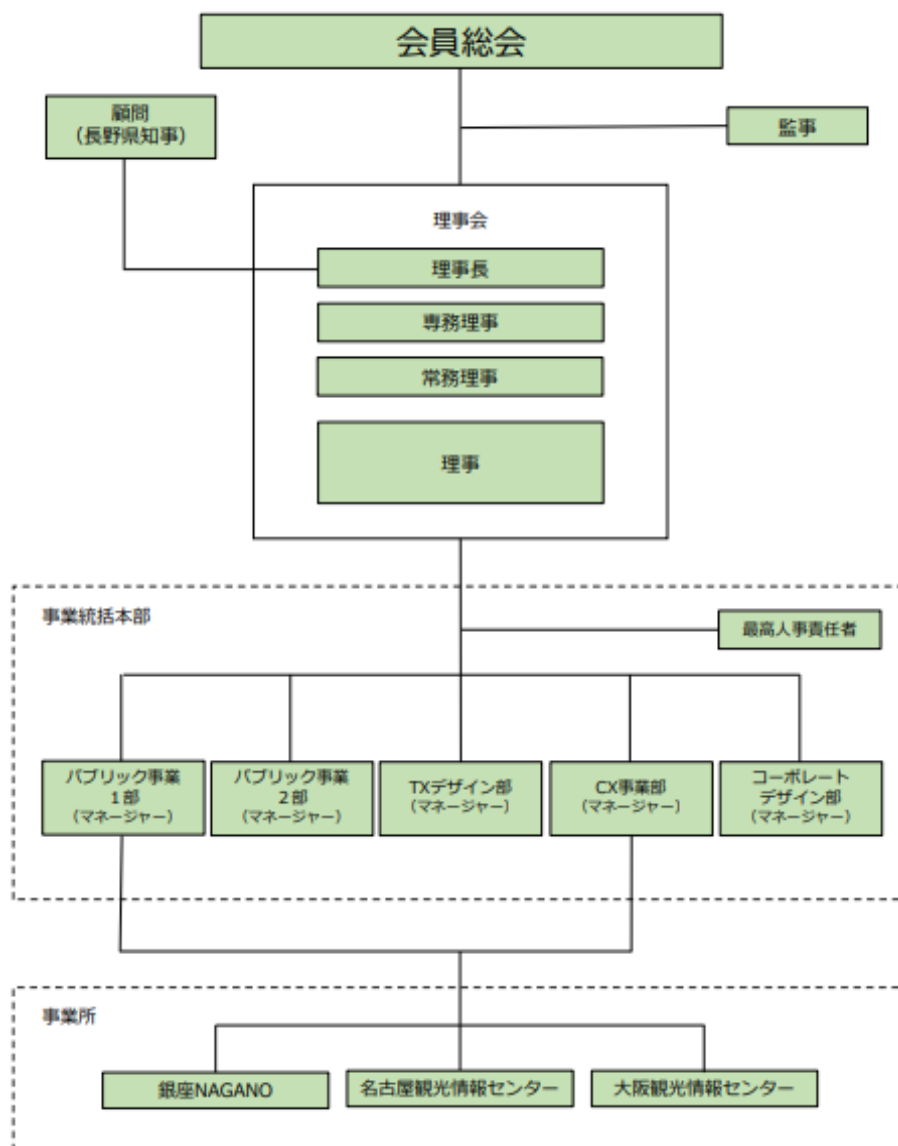 会員総会
顧問
（長野県知事）
監事
理事会
理事長
専務理事
常務理事
理事
事業統括本部
最高人事責任者
パブリック事業
１部
（マネージャー）
パブリック事業
２部
（マネージャー）
TXデザイン部
（マネージャー）
CX事業部
（マネージャー）
コーポレート
デザイン部
（マネージャー）
事業所
銀座NAGANO
名古屋観光情報センター
大阪観光情報センター